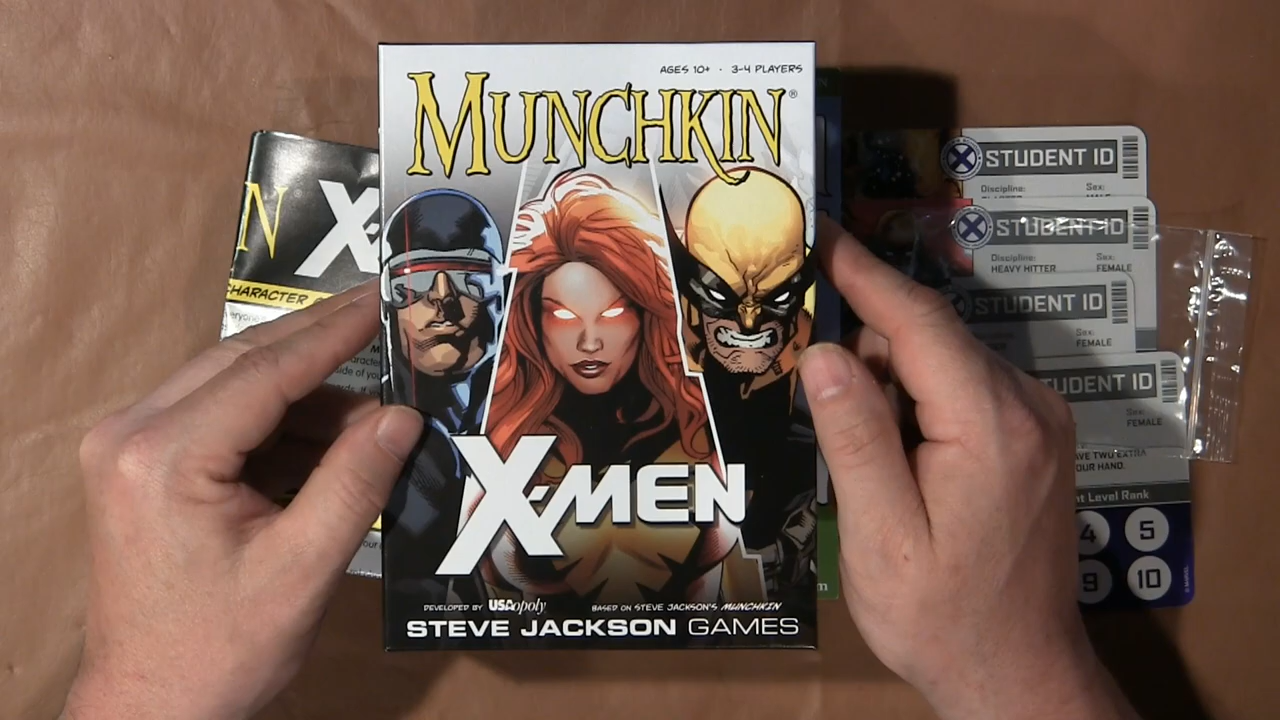 AGES 10+ · 3-4 PLAYERS
MUNCHKIN®
X-MEN
DEVELOPED BY USAopoly
BASED ON STEVE JACKSON'S MUNCHKIN
STEVE JACKSON GAMES
N
X-
CHARACTER
STUDENT ID
Discipline:
Sex:
STUDENT ID
Discipline:
HEAVY HITTER
Sex:
FEMALE
STUDENT ID
Sex:
FEMALE
STUDENT ID
Sex:
FEMALE
AVE TWO EXTRA
OUR HAND.
nt Level Rank
4 5
9 10